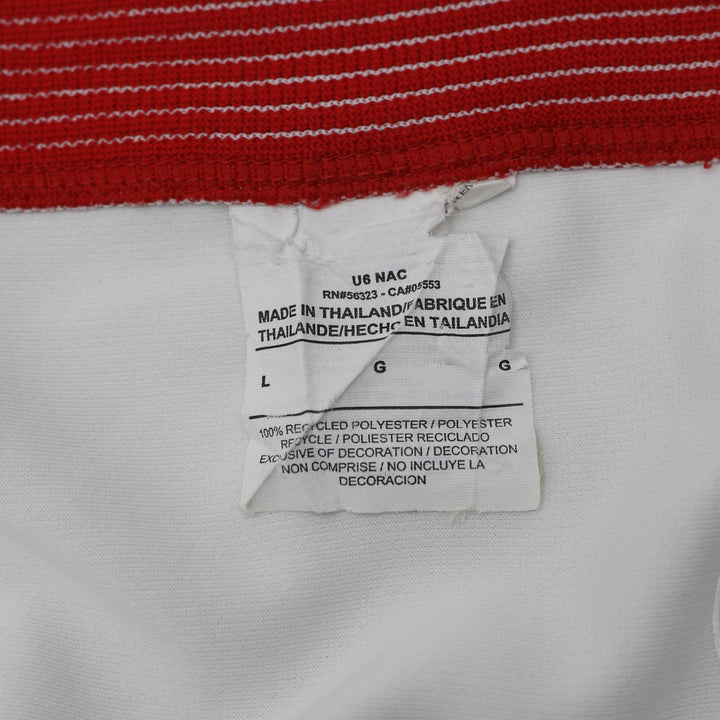 U6 NAC
RN#56323 - CA#05553
MADE IN THAILAND/FABRIQUE EN
THAILANDE/HECHO EN TAILANDIA
L G G
100% RECYCLED POLYESTER / POLYESTER
RECYCLE / POLIESTER RECICLADO
EXCLUSIVE OF DECORATION / DECORATION
NON COMPRISE / NO INCLUYE LA
DECORACION